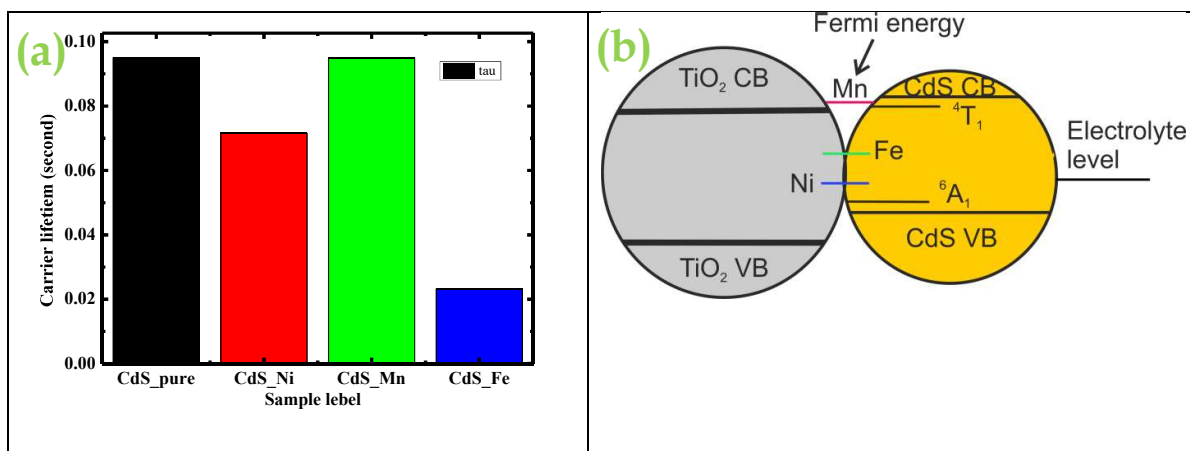 (a)
0.10
0.08
0.06
0.04
0.02
0.00
Carrier lifetiem (second)
tau
CdS_pure CdS_Ni CdS_Mn CdS_Fe
Sample lebel
(b)
Fermi energy
TiO₂ CB
Mn
CdS CB
⁴T₁
Electrolyte
level
Fe
Ni
⁶A₁
CdS VB
TiO₂ VB